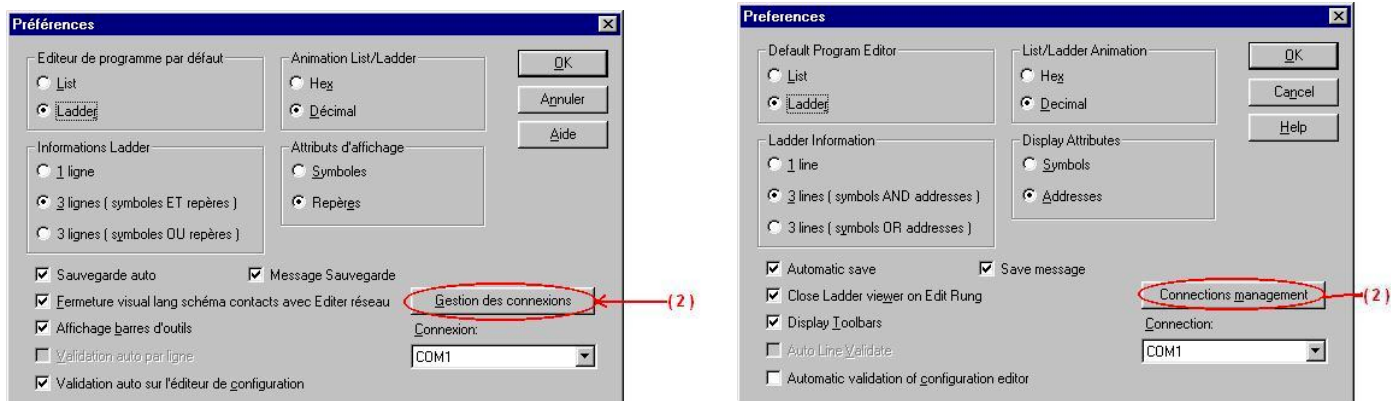 Préférences
Editeur de programme par défaut
List
Ladder
Animation List/Ladder
Hex
Décimal
OK
Annuler
Aide
Informations Ladder
1 ligne
3 lignes ( symboles ET repères )
3 lignes ( symboles OU repères )
Attributs d'affichage
Symboles
Repères
Sauvegarde auto
Message Sauvegarde
Fermeture visual lang schéma contacts avec Editer réseau
Gestion des connexions
(2)
Affichage barres d'outils
Connexion:
Validation auto par ligne
COM1
Validation auto sur l'éditeur de configuration
Preferences
Default Program Editor
List
Ladder
List/Ladder Animation
Hex
Decimal
OK
Cancel
Help
Ladder Information
1 line
3 lines ( symbols AND addresses )
3 lines ( symbols OR addresses )
Display Attributes
Symbols
Addresses
Automatic save
Save message
Close Ladder viewer on Edit Rung
Connections management
(2)
Display Toolbars
Connection:
Auto Line Validate
COM1
Automatic validation of configuration editor